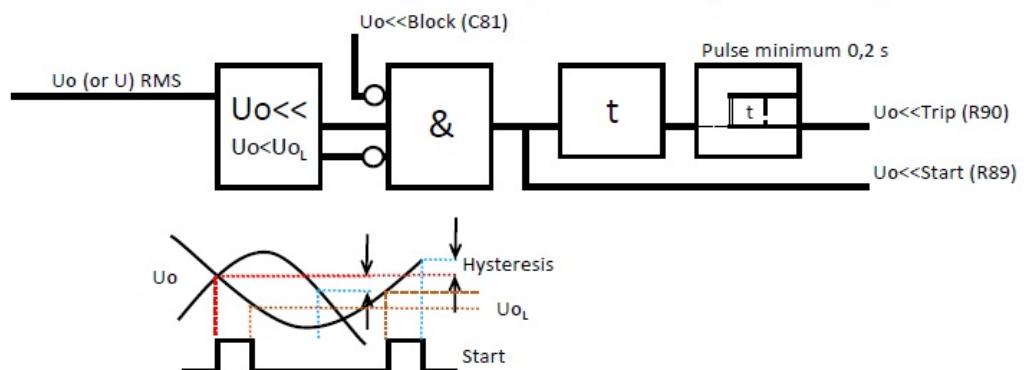 Uo<<Block (C81)
Pulse minimum 0,2 s
Uo (or U) RMS
Uo<<
Uo<UoL
&
t
t
Uo<<Trip (R90)
Uo<<Start (R89)
Uo
Hysteresis
UoL
Start